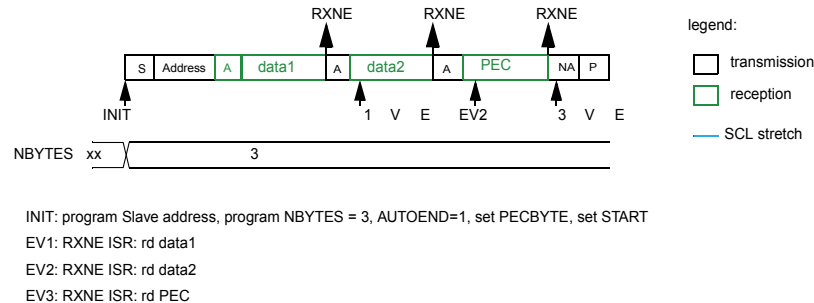 RXNE RXNE RXNE
legend:
S Address A data1 A data2 A PEC NA P
transmission
reception
INIT 1 V E EV2 3 V E
SCL stretch
NBYTES xx 3
INIT: program Slave address, program NBYTES = 3, AUTOEND=1, set PECBYTE, set START
EV1: RXNE ISR: rd data1
EV2: RXNE ISR: rd data2
EV3: RXNE ISR: rd PEC